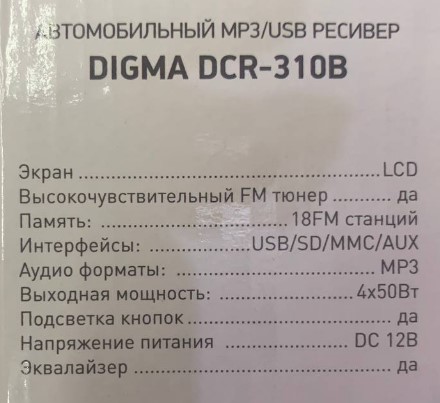 АВТОМОБИЛЬНЫЙ MP3/USB РЕСИВЕР
DIGMA DCR-310B
Экран ........................................................ LCD
Высокочувствительный FM тюнер ........... да
Память: ................................... 18FM станций
Интерфейсы: ...................... USB/SD/MMC/AUX
Аудио форматы: ..................................... MP3
Выходная мощность: ........................... 4x50Вт
Подсветка кнопок ....................................... да
Напряжение питания ............................ DC 12В
Эквалайзер ................................................. да